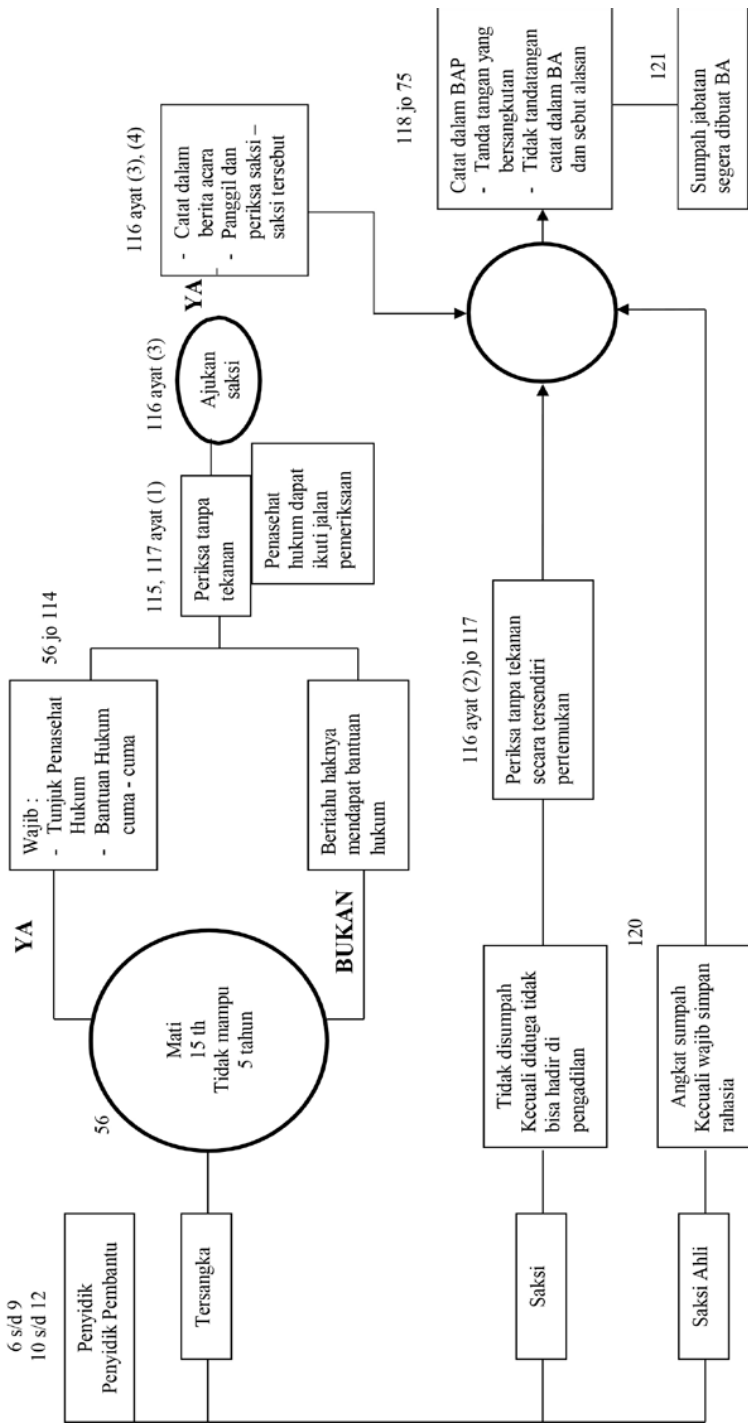 6 s/d 9
10 s/d 12
Penyidik
Penyidik Pembantu
Tersangka
56
Mati
15 th
Tidak mampu
5 tahun
YA
Wajib :
- Tunjuk Penasehat
Hukum
- Bantuan Hukum
cuma - cuma
56 jo 114
BUKAN
Beritahu haknya
mendapat bantuan
hukum
115, 117 ayat (1)
Periksa tanpa
tekanan
Penasehat
hukum dapat
ikuti jalan
pemeriksaan
116 ayat (3)
Ajukan
saksi
YA
116 ayat (3), (4)
- Catat dalam
berita acara
- Panggil dan
periksa saksi –
saksi tersebut
Saksi
Tidak disumpah
Kecuali diduga tidak
bisa hadir di
pengadilan
116 ayat (2) jo 117
Periksa tanpa tekanan
secara tersendiri
pertemukan
Saksi Ahli
120
Angkat sumpah
Kecuali wajib simpan
rahasia
118 jo 75
Catat dalam BAP
- Tanda tangan yang
bersangkutan
- Tidak tandatangan
catat dalam BA
dan sebut alasan
121
Sumpah jabatan
segera dibuat BA